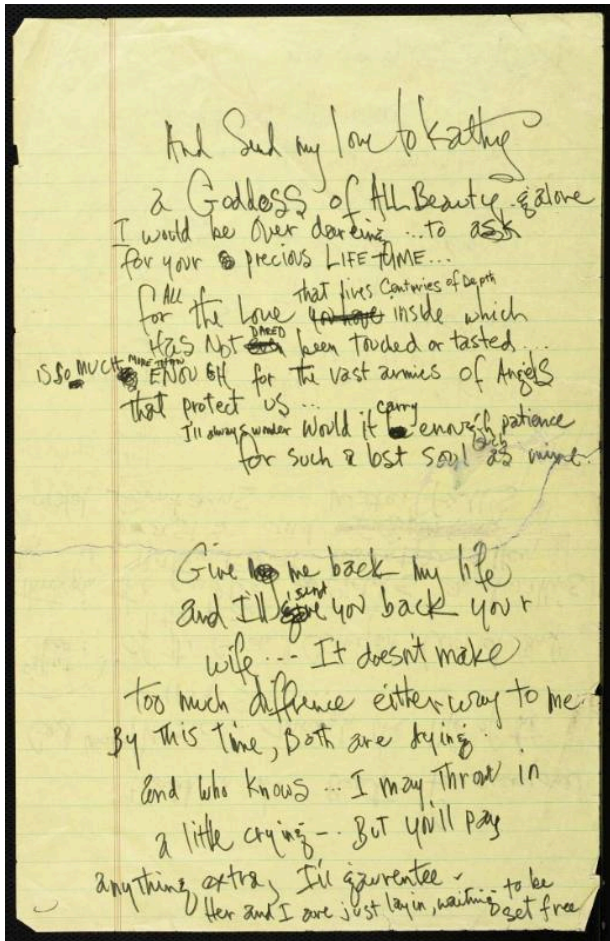 And Send my love to Kathy
a Goddess of All Beauty & alone
I would be over dareing ... to ask
for your precious LIFETIME ...
for All the Love That lives Centuries of Depth inside which
Has Not DARED been touched or tasted ...
is so MUCH MORE THAN ENOUGH for the vast armies of Angels
that protect us ...
I'll always wonder would it carry enough patience
for such a lost soul as mine.
Give me back my life
and I'll send you back your
wife ... It doesn't make
too much difference either way to me
By this time, Both are dying.
and who knows ... I may throw in
a little crying - . But you'll pay
anything extra, I'll gaurentee
Her and I are just layin, waiting to be
set free